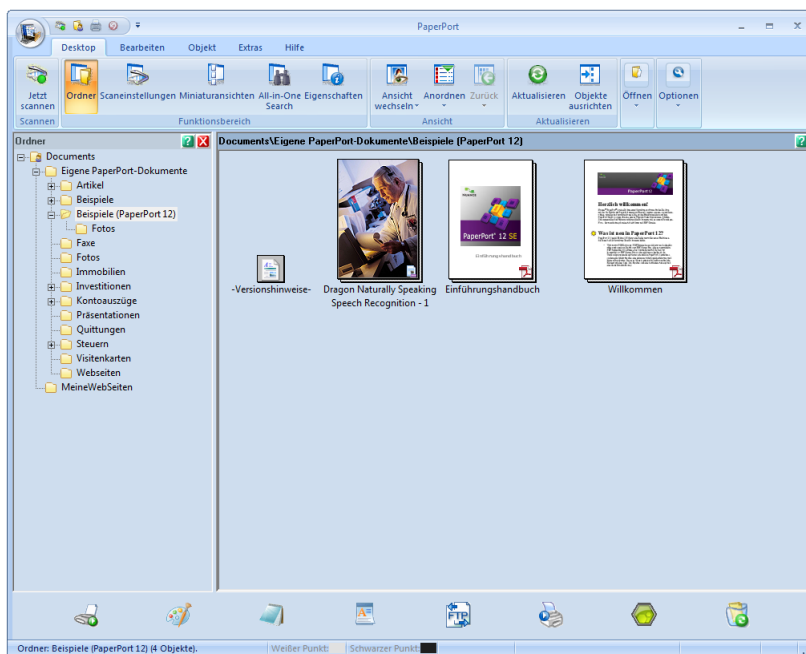 PaperPort
Desktop Bearbeiten Objekt Extras Hilfe
Jetzt scannen Ordner Scaneinstellungen Miniaturansichten All-in-One Search Eigenschaften Ansicht wechseln Anordnen Zurück Aktualisieren Objekte ausrichten Öffnen Optionen
Scannen Funktionsbereich Ansicht Aktualisieren
Ordner
Documents\Eigene PaperPort-Dokumente\Beispiele (PaperPort 12)
Documents
Eigene PaperPort-Dokumente
Artikel
Beispiele
Beispiele (PaperPort 12)
Fotos
Faxe
Fotos
Immobilien
Investitionen
Kontoauszüge
Präsentationen
Quittungen
Steuern
Visitenkarten
Webseiten
MeineWebSeiten
PaperPort® 12 SE
Einführungshandbuch
PaperPort 12
Herzlich willkommen!
Was ist neu in PaperPort 12?
-Versionshinweise-
Dragon Naturally Speaking
Speech Recognition - 1
Einführungshandbuch
Willkommen
FTP
Ordner: Beispiele (PaperPort 12) (4 Objekte).
Weißer Punkt: Schwarzer Punkt: